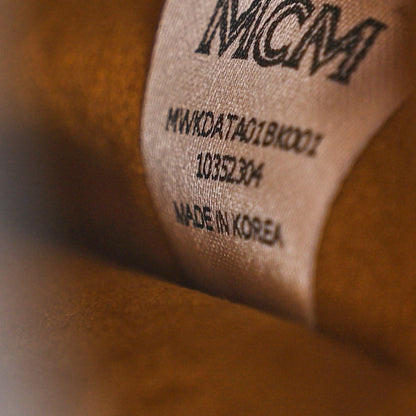 MCM
MWKDATA01BK001
10352304
MADE IN KOREA